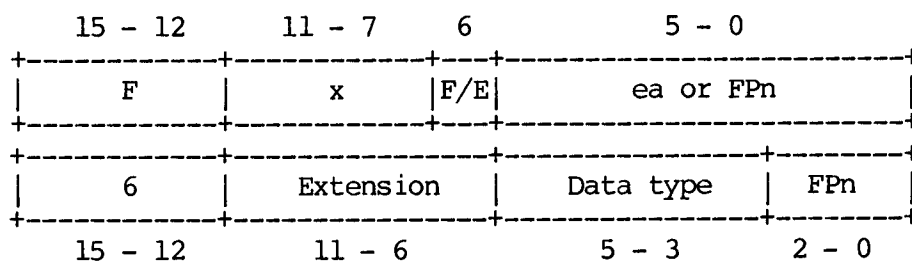 15 - 12 11 - 7 6 5 - 0
+---------------+---------------+----+-----------------------------+
| F | x |F/E| ea or FPn |
+---------------+---------------+----+-----------------------------+
+---------------+--------------------+-------------------+---------+
| 6 | Extension | Data type | FPn |
+---------------+--------------------+-------------------+---------+
15 - 12 11 - 6 5 - 3 2 - 0